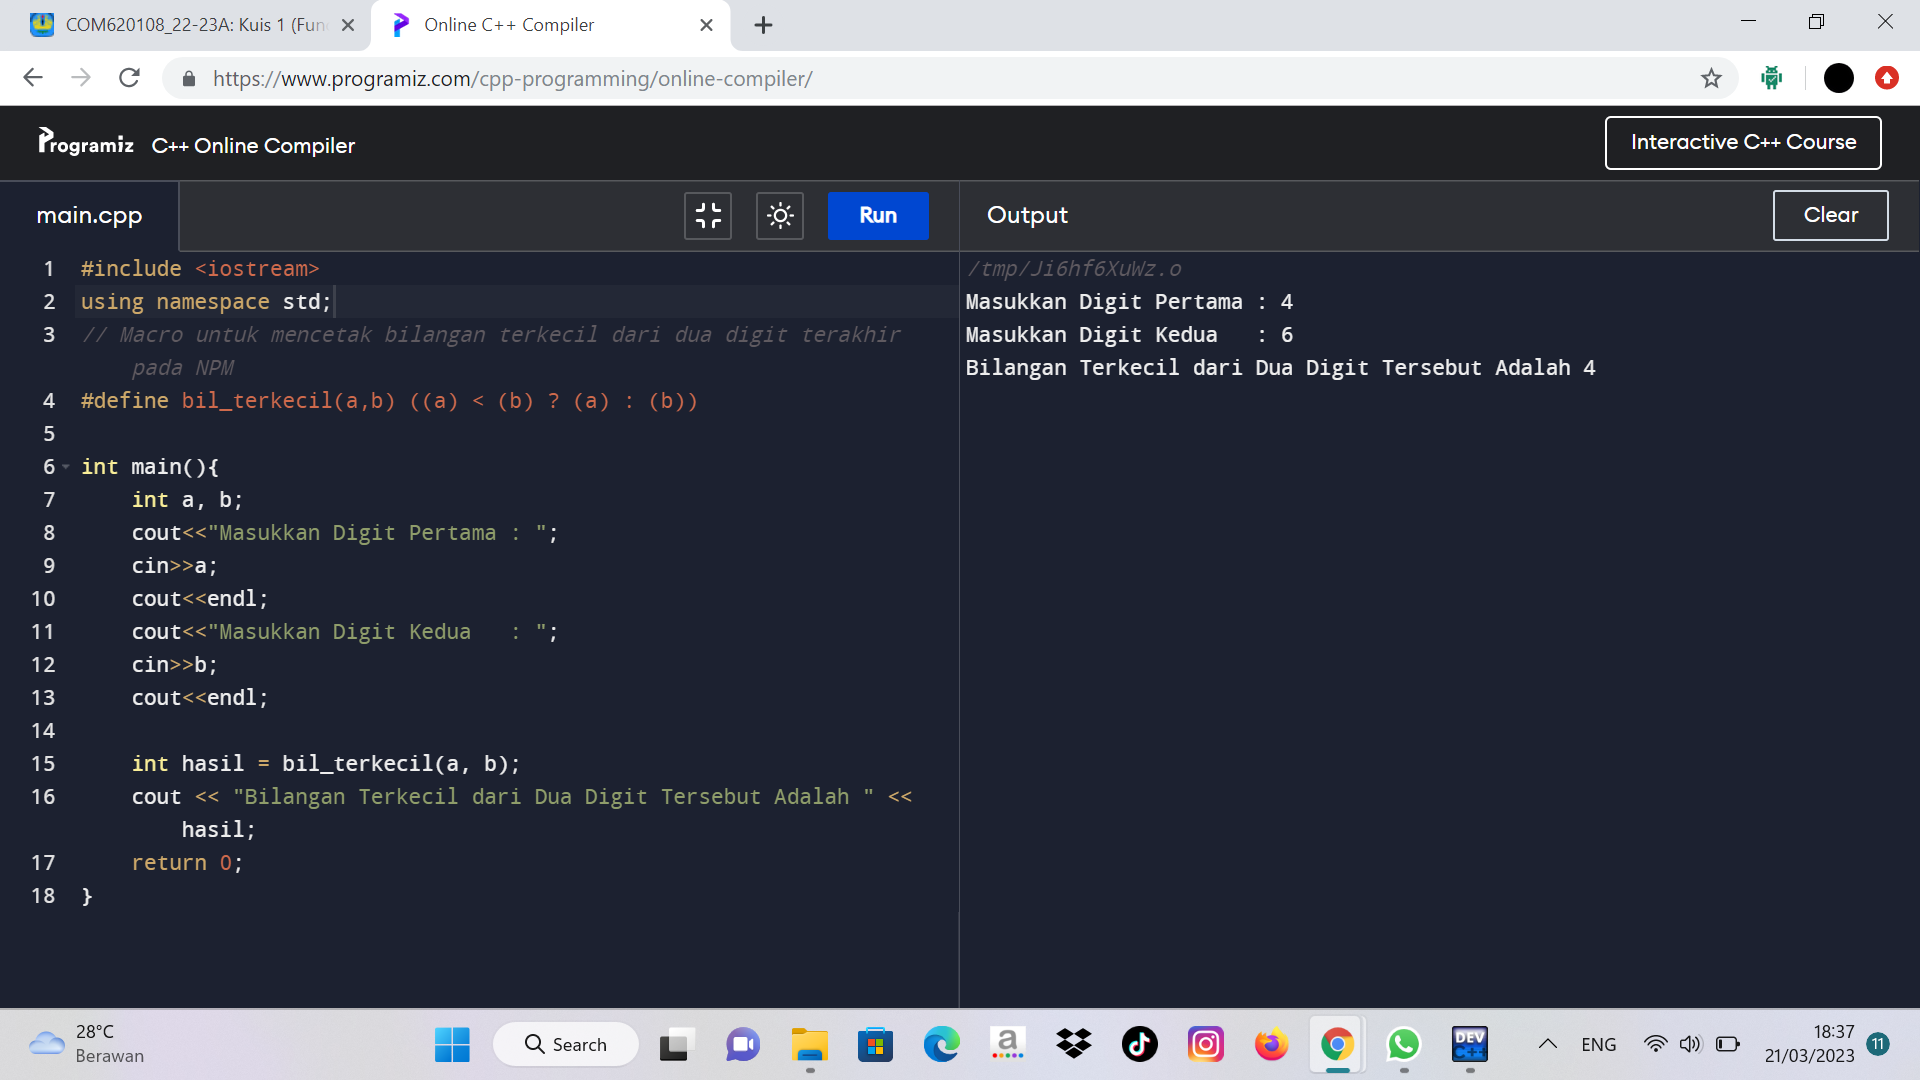 COM620108_22-23A: Kuis 1 (Fun
Online C++ Compiler
https://www.programiz.com/cpp-programming/online-compiler/
Programiz C++ Online Compiler
Interactive C++ Course
main.cpp
Run
Output
Clear
1 #include <iostream>
2 using namespace std;
3 // Macro untuk mencetak bilangan terkecil dari dua digit terakhir
pada NPM
4 #define bil_terkecil(a,b) ((a) < (b) ? (a) : (b))
5
6 int main(){
7 int a, b;
8 cout<<"Masukkan Digit Pertama : ";
9 cin>>a;
10 cout<<endl;
11 cout<<"Masukkan Digit Kedua   : ";
12 cin>>b;
13 cout<<endl;
14
15 int hasil = bil_terkecil(a, b);
16 cout << "Bilangan Terkecil dari Dua Digit Tersebut Adalah " <<
hasil;
17 return 0;
18 }
/tmp/Ji6hf6XuWz.o
Masukkan Digit Pertama : 4
Masukkan Digit Kedua   : 6
Bilangan Terkecil dari Dua Digit Tersebut Adalah 4
28°C
Berawan
Search
a
DEV
C++
ENG
18:37
21/03/2023
11